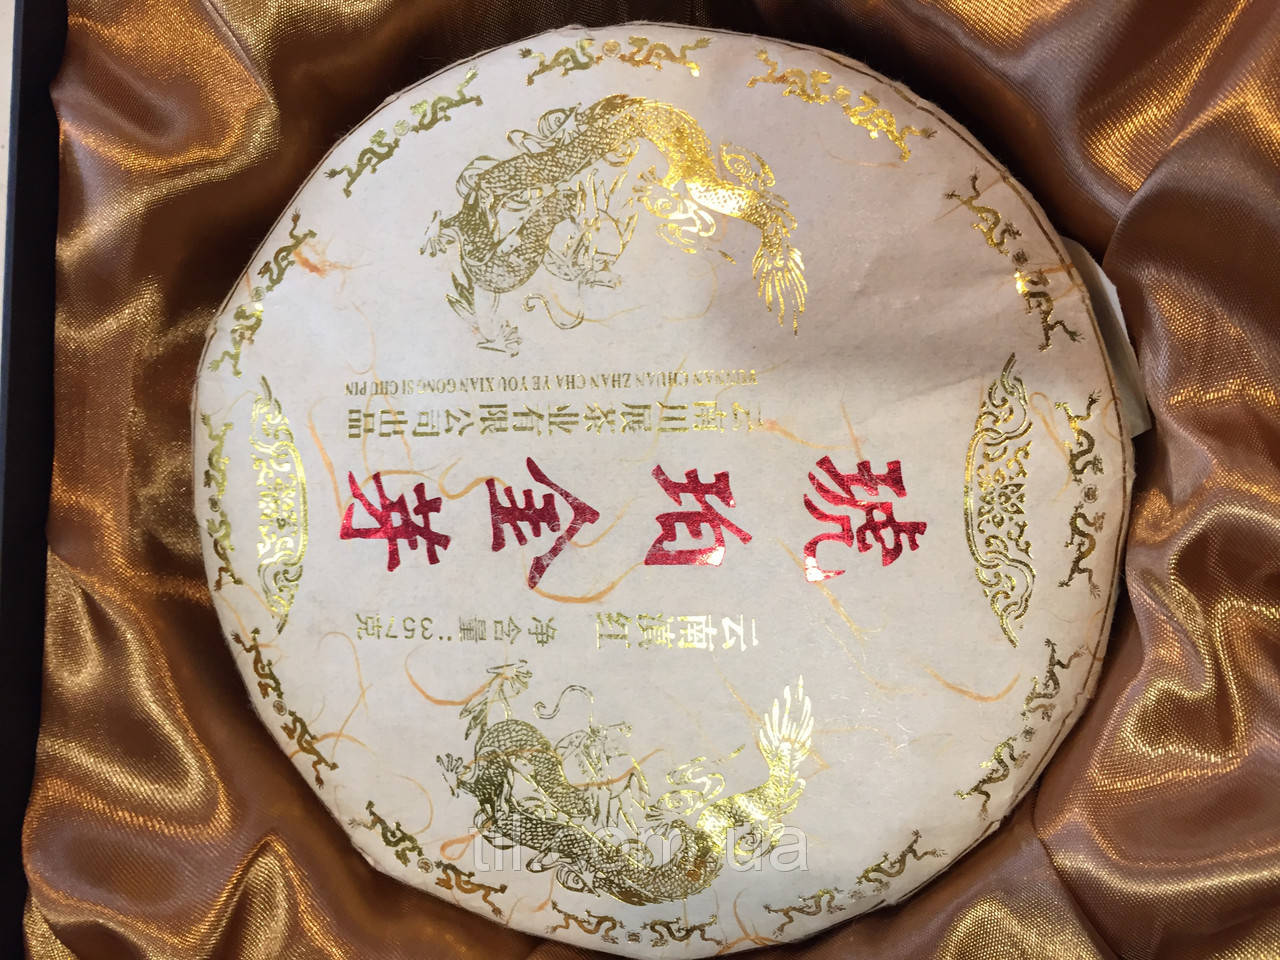 琥珀金芽
云南滇红 净含量:357克
云南川展茶业有限公司出品
YUNNAN CHUAN ZHAN CHA YE YOU XIAN GONG SI CHU PIN